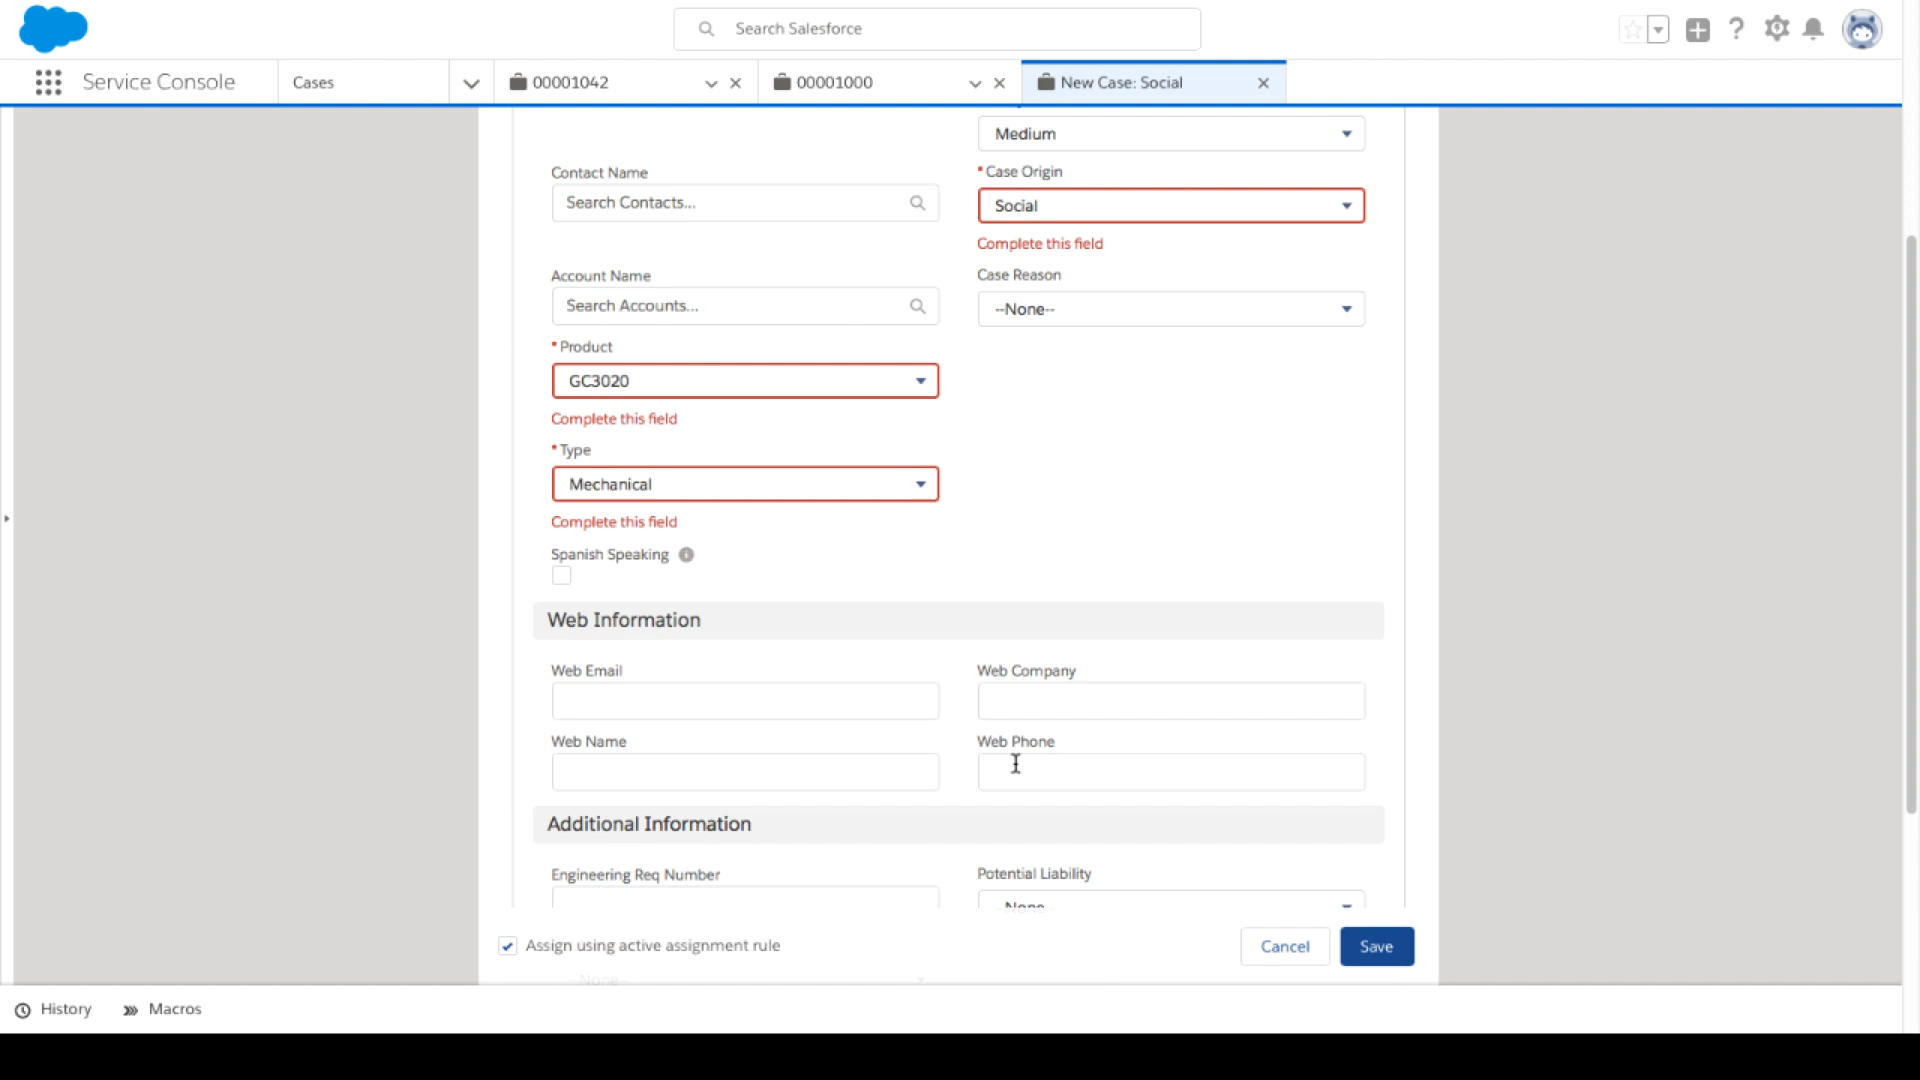 Search Salesforce
Service Console
Cases
00001042
00001000
New Case: Social
Medium
Contact Name
* Case Origin
Search Contacts...
Social
Complete this field
Account Name
Case Reason
Search Accounts...
--None--
* Product
GC3020
Complete this field
* Type
Mechanical
Complete this field
Spanish Speaking
Web Information
Web Email
Web Company
Web Name
Web Phone
Additional Information
Engineering Req Number
Potential Liability
--None--
Assign using active assignment rule
Cancel
Save
--None--
History
Macros